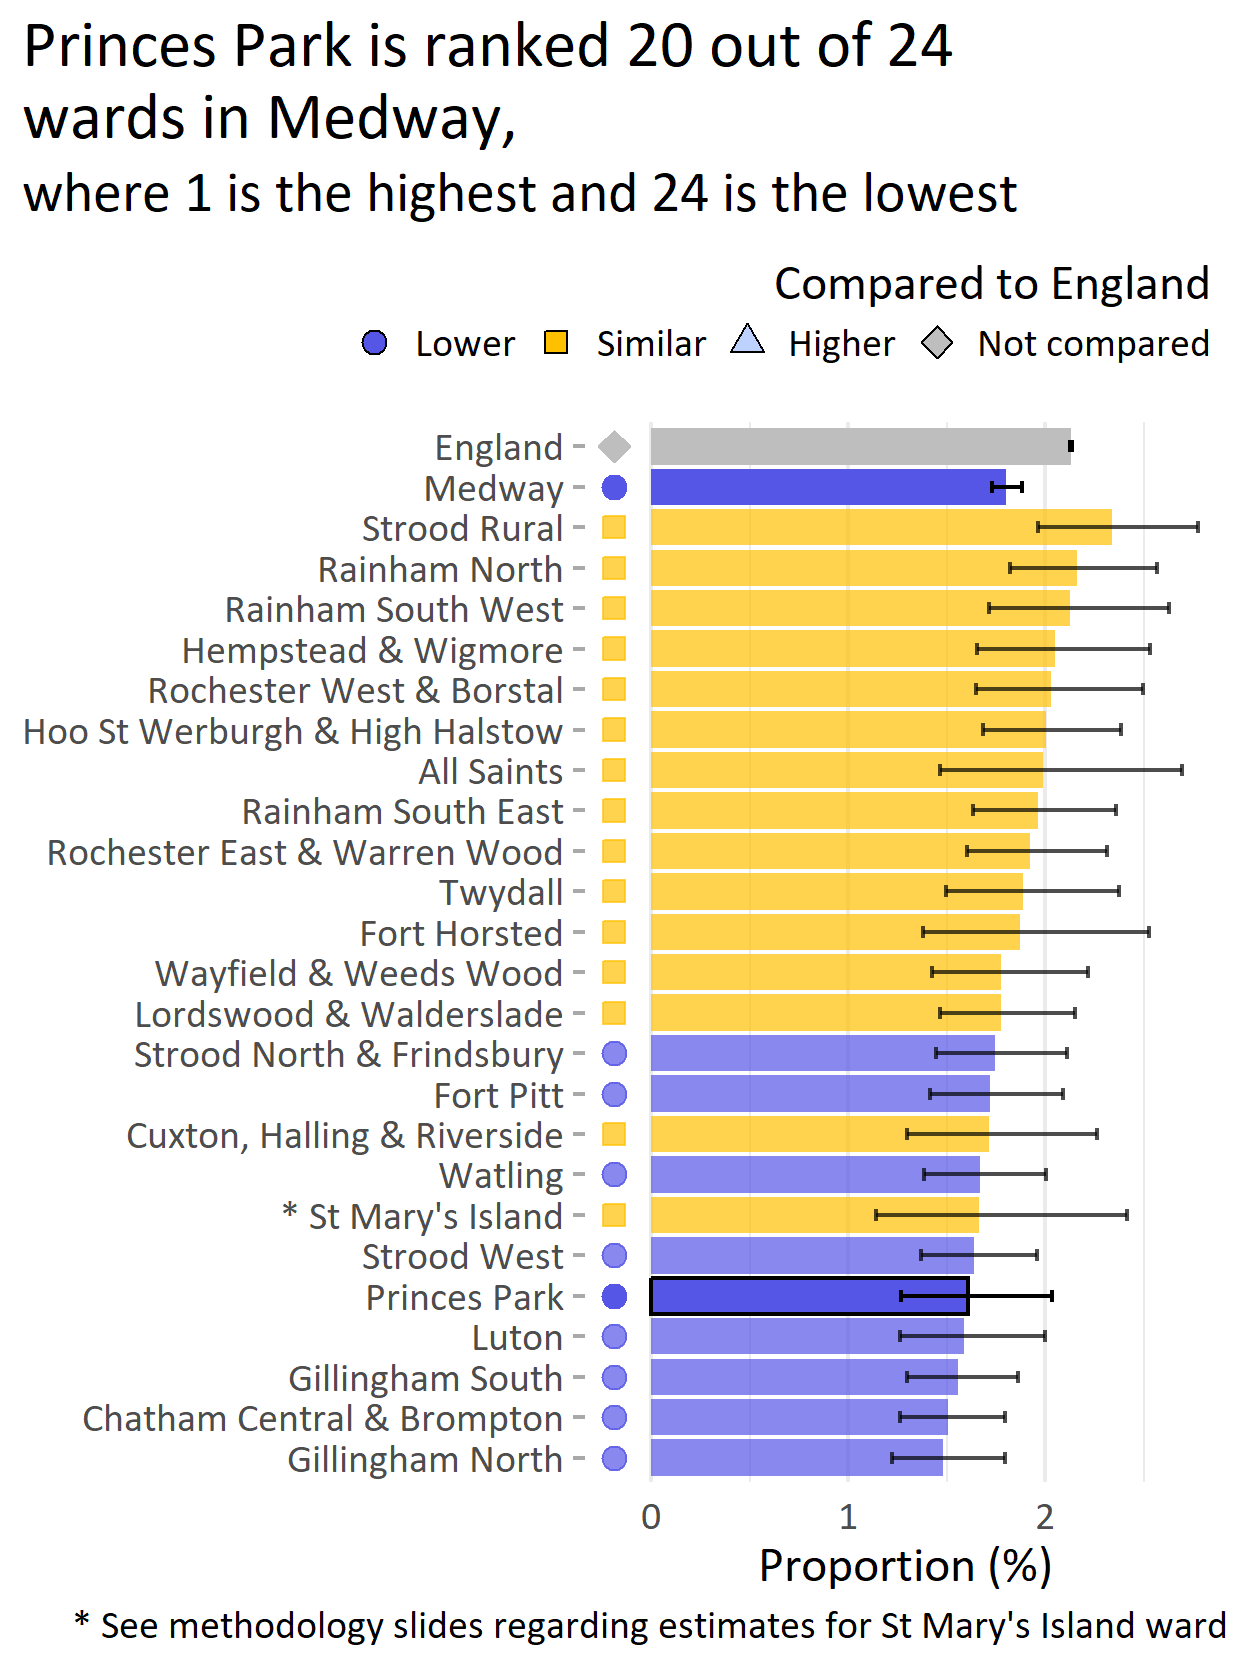 Princes Park is ranked 20 out of 24
wards in Medway,
where 1 is the highest and 24 is the lowest
Compared to England
Lower Similar Higher Not compared
England
Medway
Strood Rural
Rainham North
Rainham South West
Hempstead & Wigmore
Rochester West & Borstal
Hoo St Werburgh & High Halstow
All Saints
Rainham South East
Rochester East & Warren Wood
Twydall
Fort Horsted
Wayfield & Weeds Wood
Lordswood & Walderslade
Strood North & Frindsbury
Fort Pitt
Cuxton, Halling & Riverside
Watling
* St Mary's Island
Strood West
Princes Park
Luton
Gillingham South
Chatham Central & Brompton
Gillingham North
0 1 2
Proportion (%)
* See methodology slides regarding estimates for St Mary's Island ward